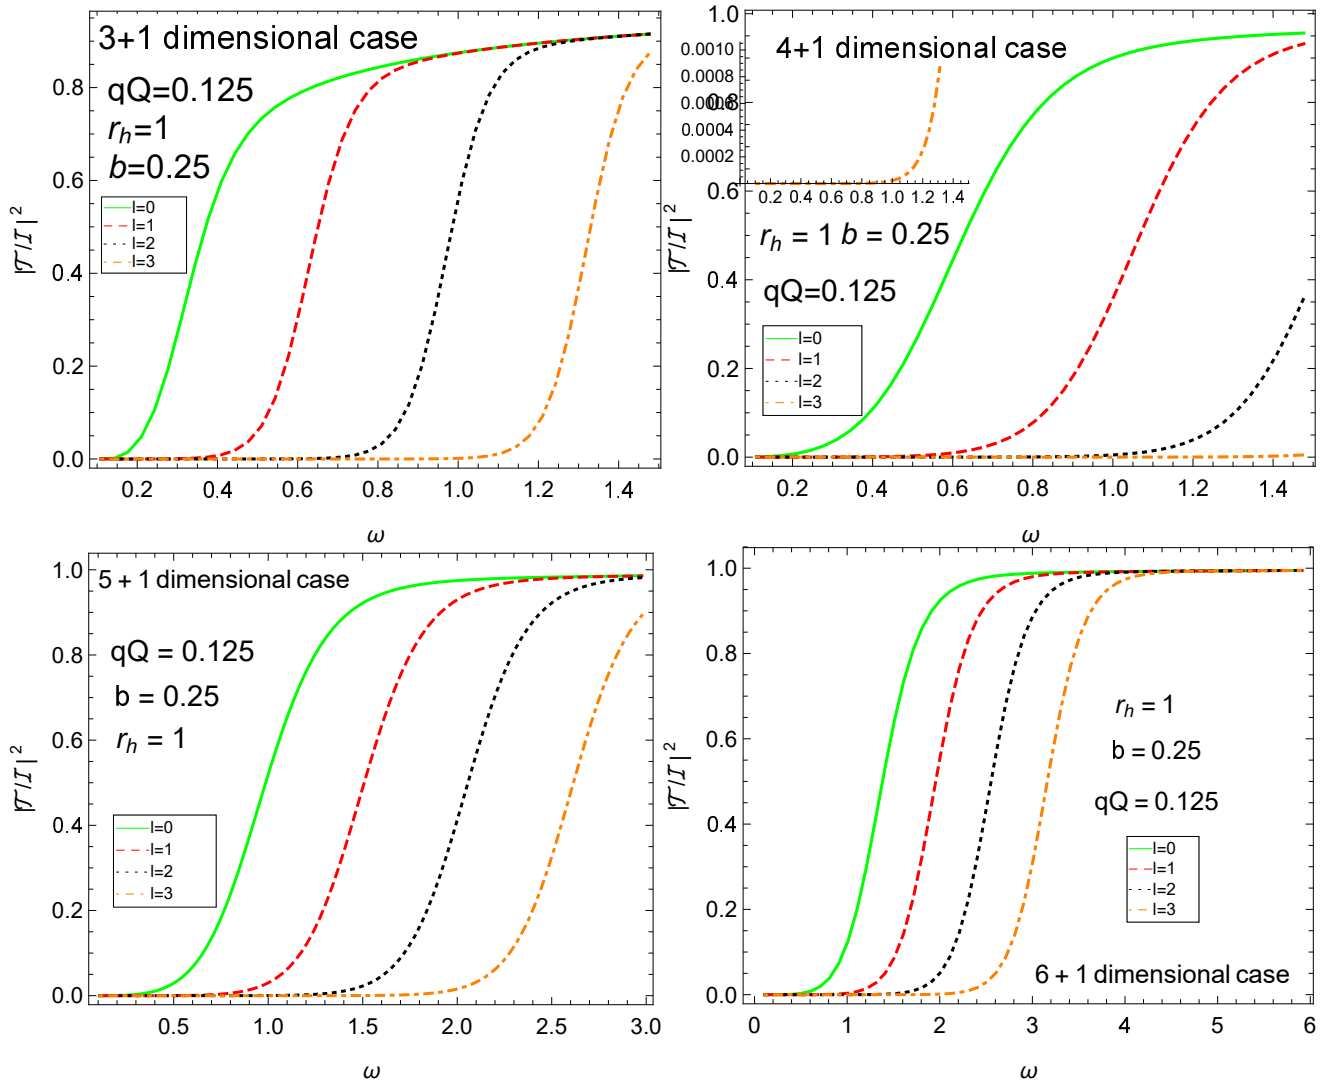 3+1 dimensional case
qQ=0.125
r_h=1
b=0.25
l=0
l=1
l=2
l=3
|𝒯/ℐ|²
0.8
0.6
0.4
0.2
0.0
0.2 0.4 0.6 0.8 1.0 1.2 1.4
ω
4+1 dimensional case
0.0010
0.0008
0.0006
0.0004
0.0002
0.2 0.4 0.6 0.8 1.0 1.2 1.4
r_h = 1 b = 0.25
qQ=0.125
l=0
l=1
l=2
l=3
|𝒯/ℐ|²
1.0
0.8
0.6
0.4
0.2
0.0
0.2 0.4 0.6 0.8 1.0 1.2 1.4
ω
5 + 1 dimensional case
qQ = 0.125
b = 0.25
r_h = 1
l=0
l=1
l=2
l=3
|𝒯/ℐ|²
1.0
0.8
0.6
0.4
0.2
0.0
0.5 1.0 1.5 2.0 2.5 3.0
ω
r_h = 1
b = 0.25
qQ = 0.125
l=0
l=1
l=2
l=3
6 + 1 dimensional case
|𝒯/ℐ|²
1.0
0.8
0.6
0.4
0.2
0.0
0 1 2 3 4 5 6
ω